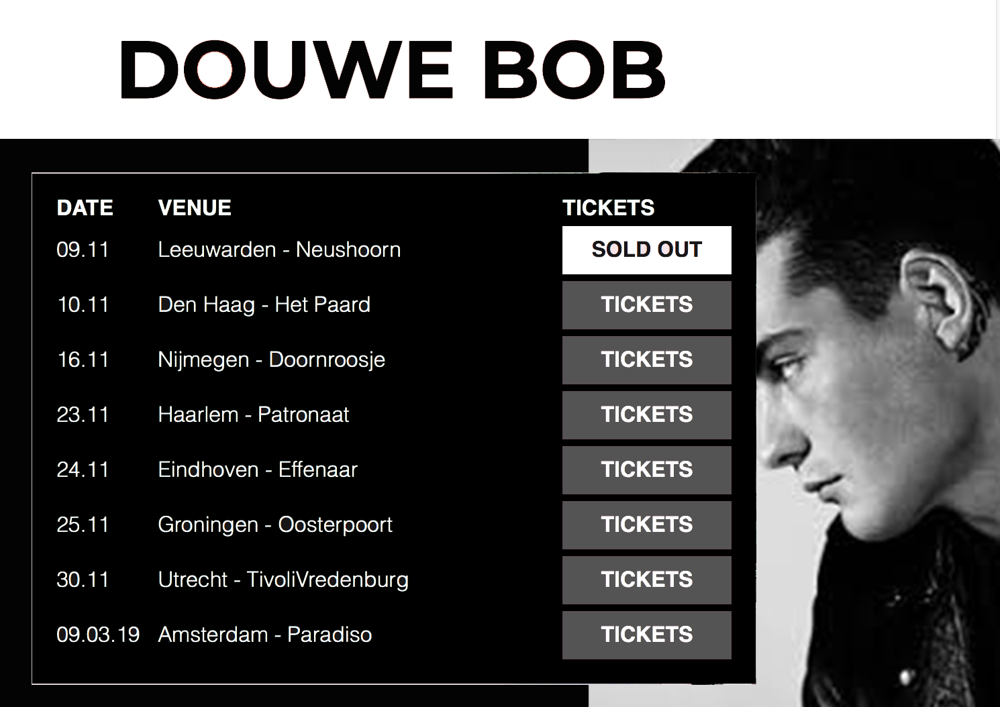 DOUWE BOB
DATE VENUE TICKETS
09.11 Leeuwarden - Neushoorn SOLD OUT
10.11 Den Haag - Het Paard TICKETS
16.11 Nijmegen - Doornroosje TICKETS
23.11 Haarlem - Patronaat TICKETS
24.11 Eindhoven - Effenaar TICKETS
25.11 Groningen - Oosterpoort TICKETS
30.11 Utrecht - TivoliVredenburg TICKETS
09.03.19 Amsterdam - Paradiso TICKETS